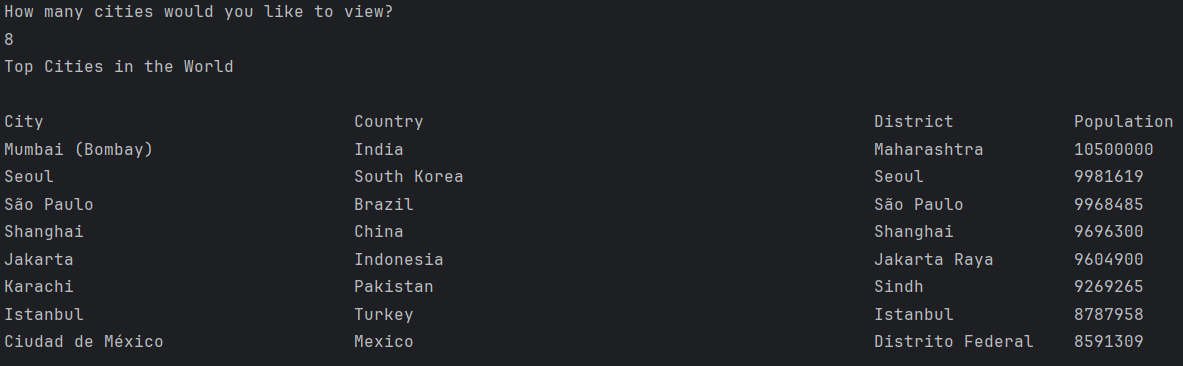 How many cities would you like to view?
8
Top Cities in the World
City Country District Population
Mumbai (Bombay) India Maharashtra 10500000
Seoul South Korea Seoul 9981619
São Paulo Brazil São Paulo 9968485
Shanghai China Shanghai 9696300
Jakarta Indonesia Jakarta Raya 9604900
Karachi Pakistan Sindh 9269265
Istanbul Turkey Istanbul 8787958
Ciudad de México Mexico Distrito Federal 8591309